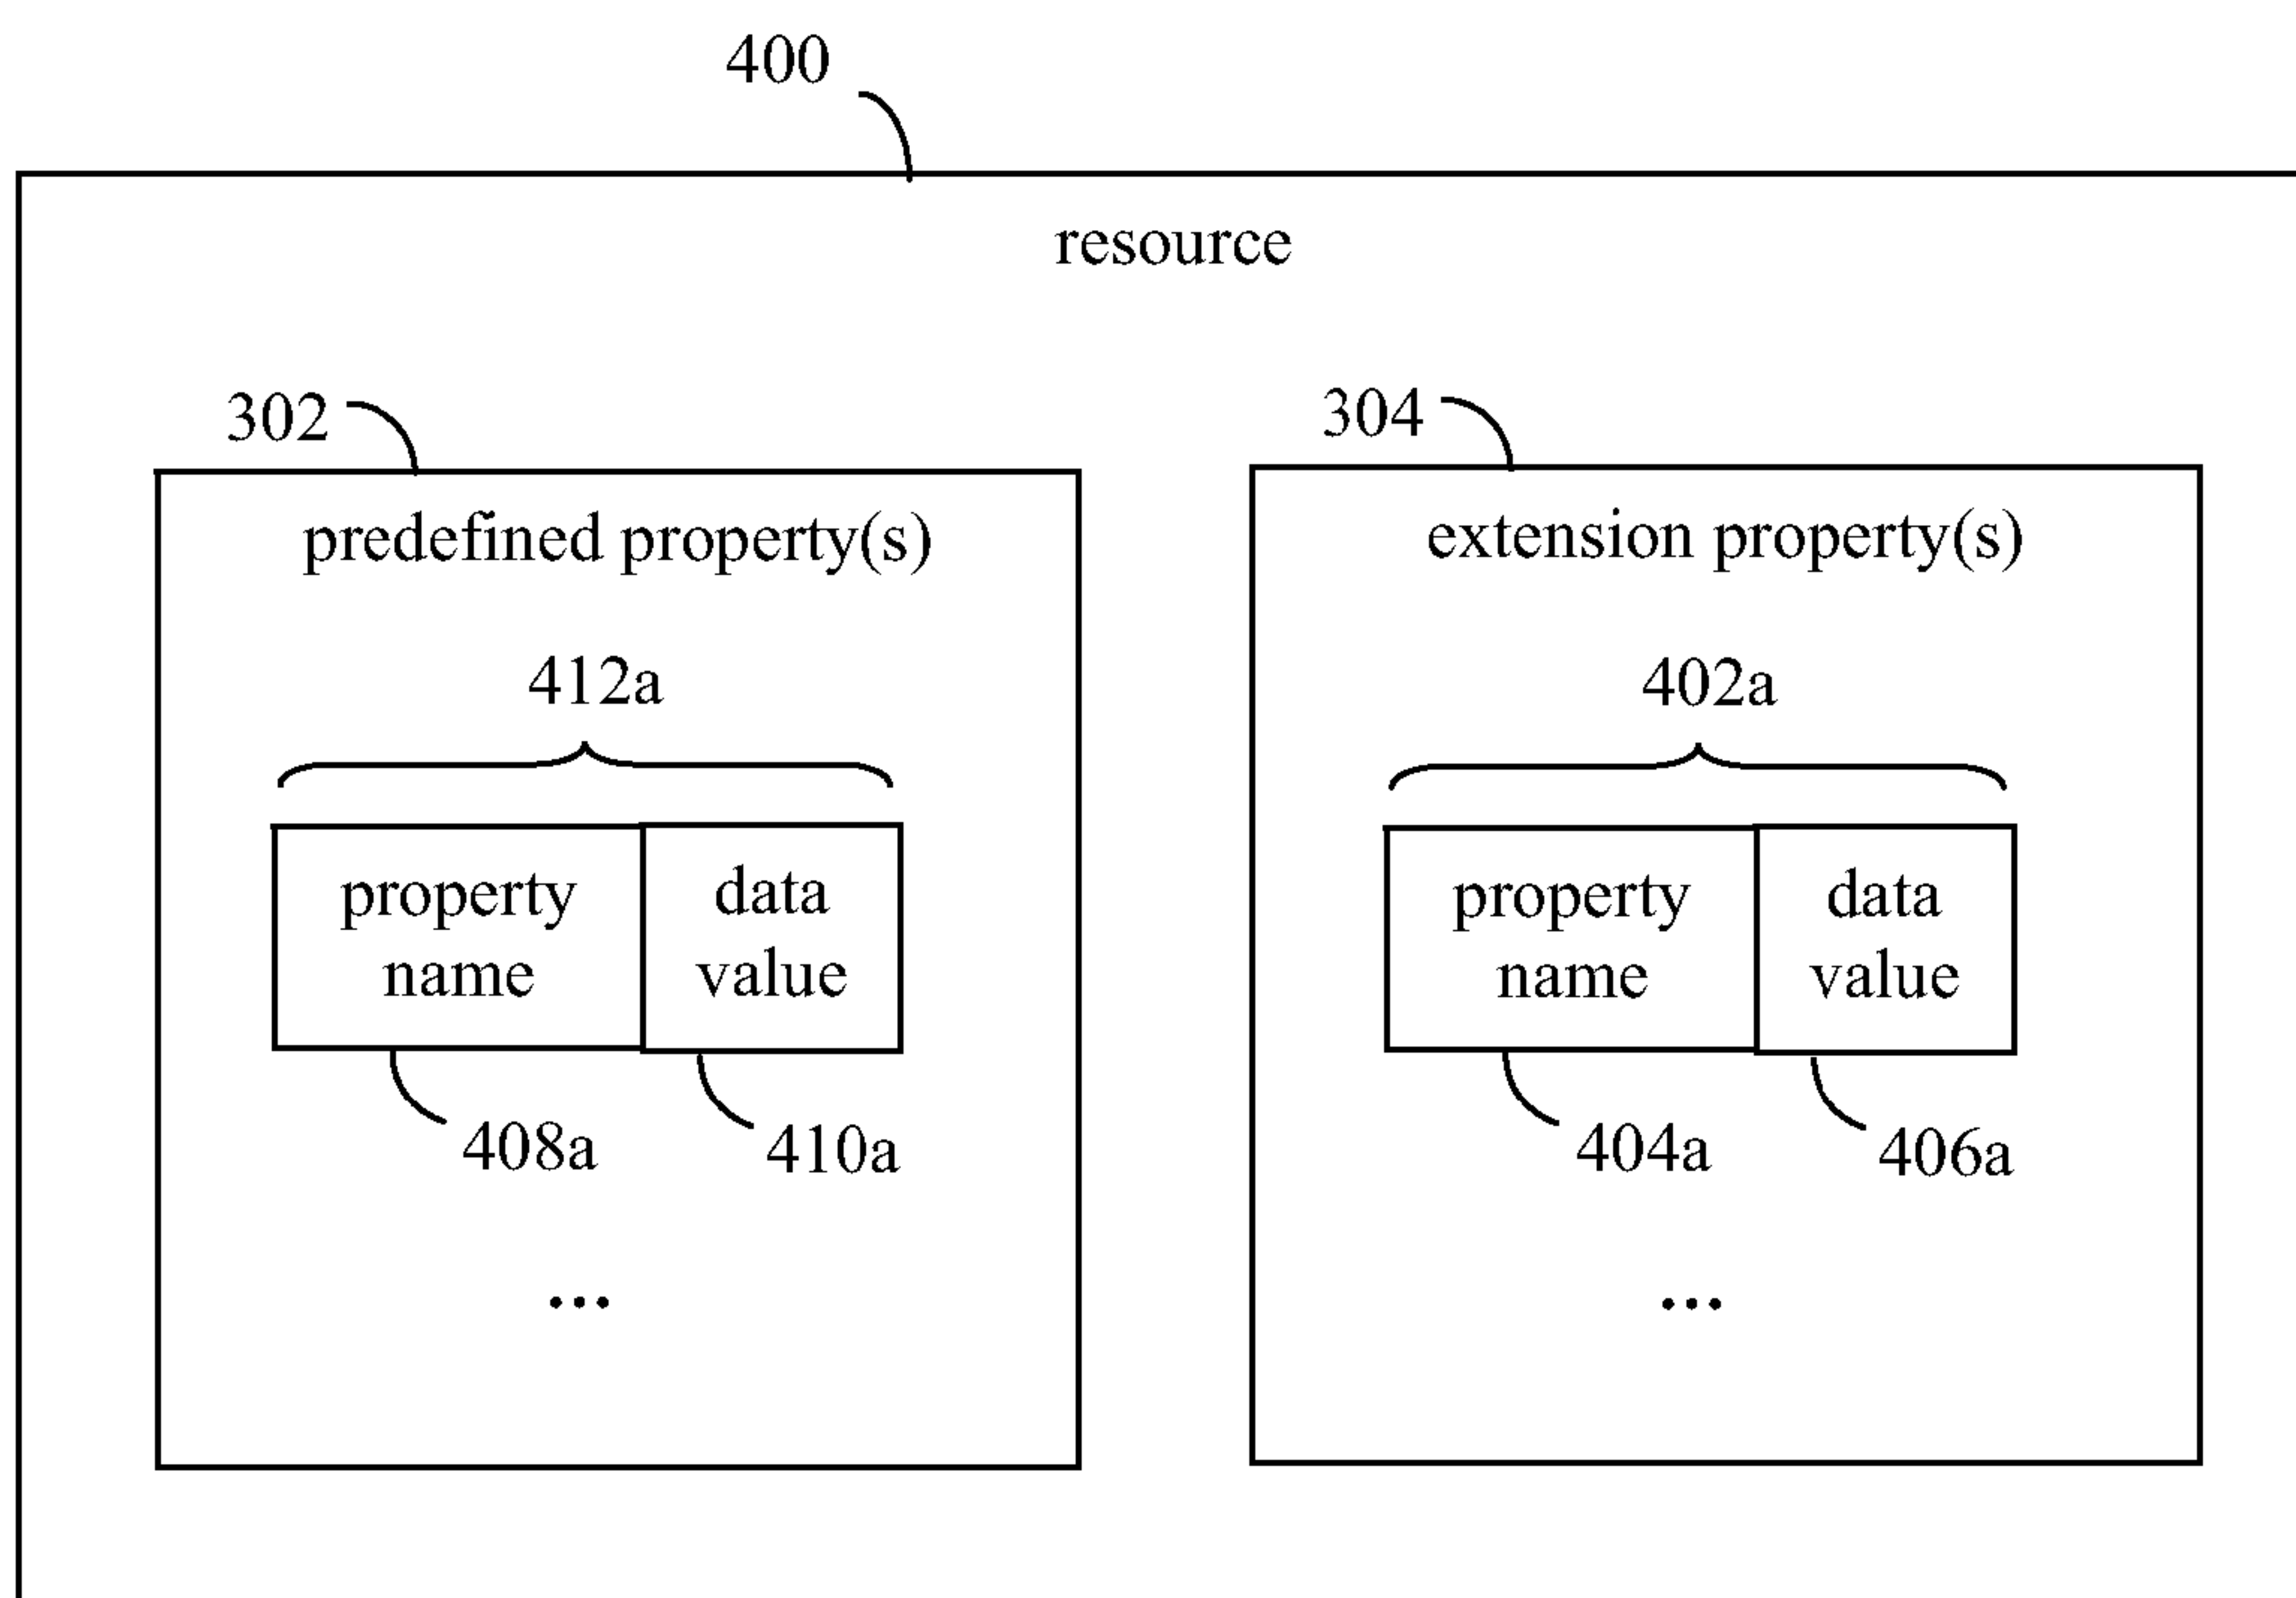 400
resource
302
304
predefined property(s)
extension property(s)
412a
402a
property
name
data
value
property
name
data
value
408a
410a
404a
406a
...
...